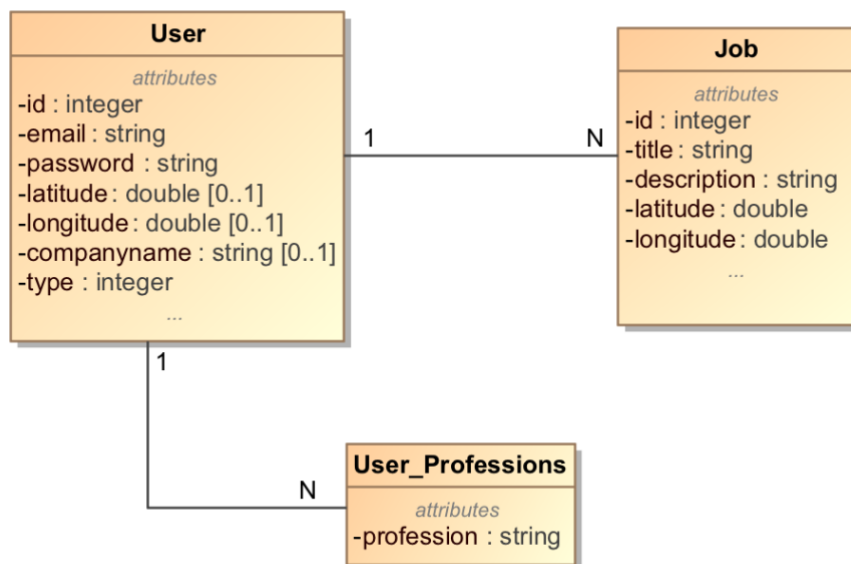 User
attributes
-id : integer
-email : string
-password : string
-latitude : double [0..1]
-longitude : double [0..1]
-companyname : string [0..1]
-type : integer
...
1
N
Job
attributes
-id : integer
-title : string
-description : string
-latitude : double
-longitude : double
...
1
N
User_Professions
attributes
-profession : string